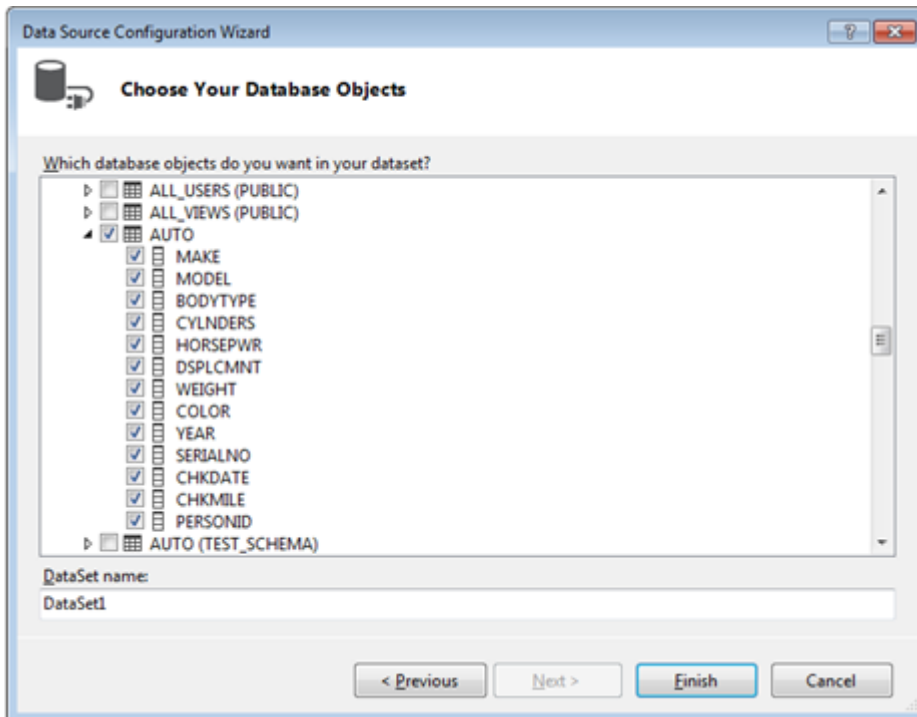 Data Source Configuration Wizard
Choose Your Database Objects
Which database objects do you want in your dataset?
ALL_USERS (PUBLIC)
ALL_VIEWS (PUBLIC)
AUTO
MAKE
MODEL
BODYTYPE
CYLNDERS
HORSEPWR
DSPLCMNT
WEIGHT
COLOR
YEAR
SERIALNO
CHKDATE
CHKMILE
PERSONID
AUTO (TEST_SCHEMA)
DataSet name:
DataSet1
< Previous Next > Finish Cancel